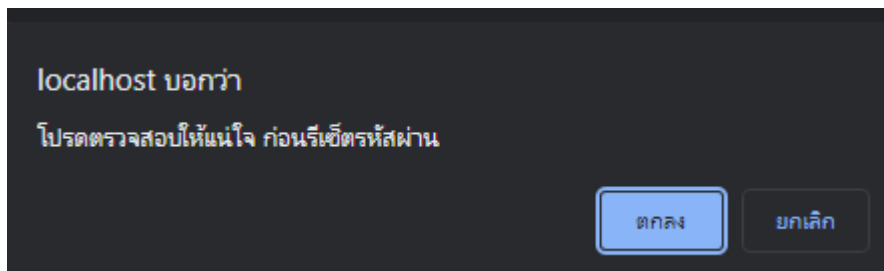 localhost บอกว่า
โปรดตรวจสอบให้แน่ใจ ก่อนรีเซ็ตรหัสผ่าน
ตกลง ยกเลิก